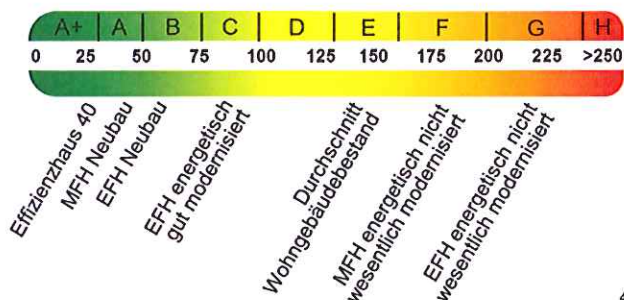 A+ A B C D E F G H
0 25 50 75 100 125 150 175 200 225 >250
Effizienzhaus 40
MFH Neubau
EFH Neubau
EFH energetisch
gut modernisiert
Durchschnitt
Wohngebäudebestand
MFH energetisch nicht
wesentlich modernisiert
EFH energetisch nicht
wesentlich modernisiert